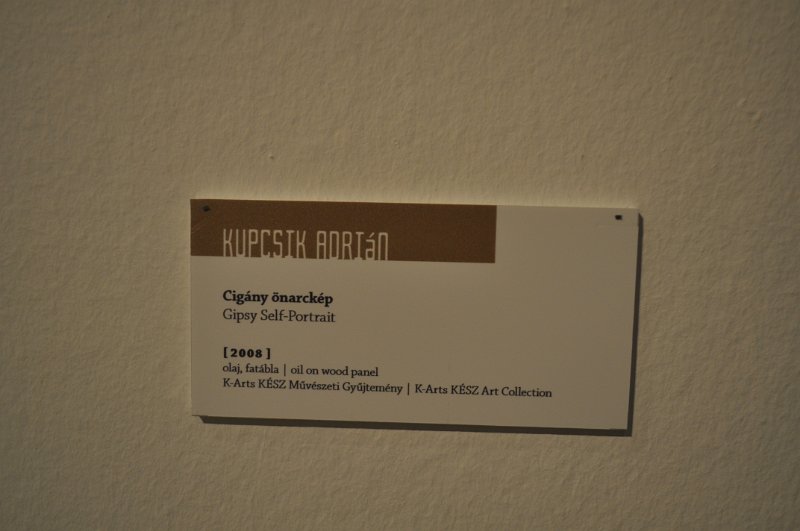 KUPCSIK ADRIáN
Cigány önarckép
Gipsy Self-Portrait
[2008]
olaj, fatábla | oil on wood panel
K-Arts KÉSZ Művészeti Gyűjtemény | K-Arts KÉSZ Art Collection